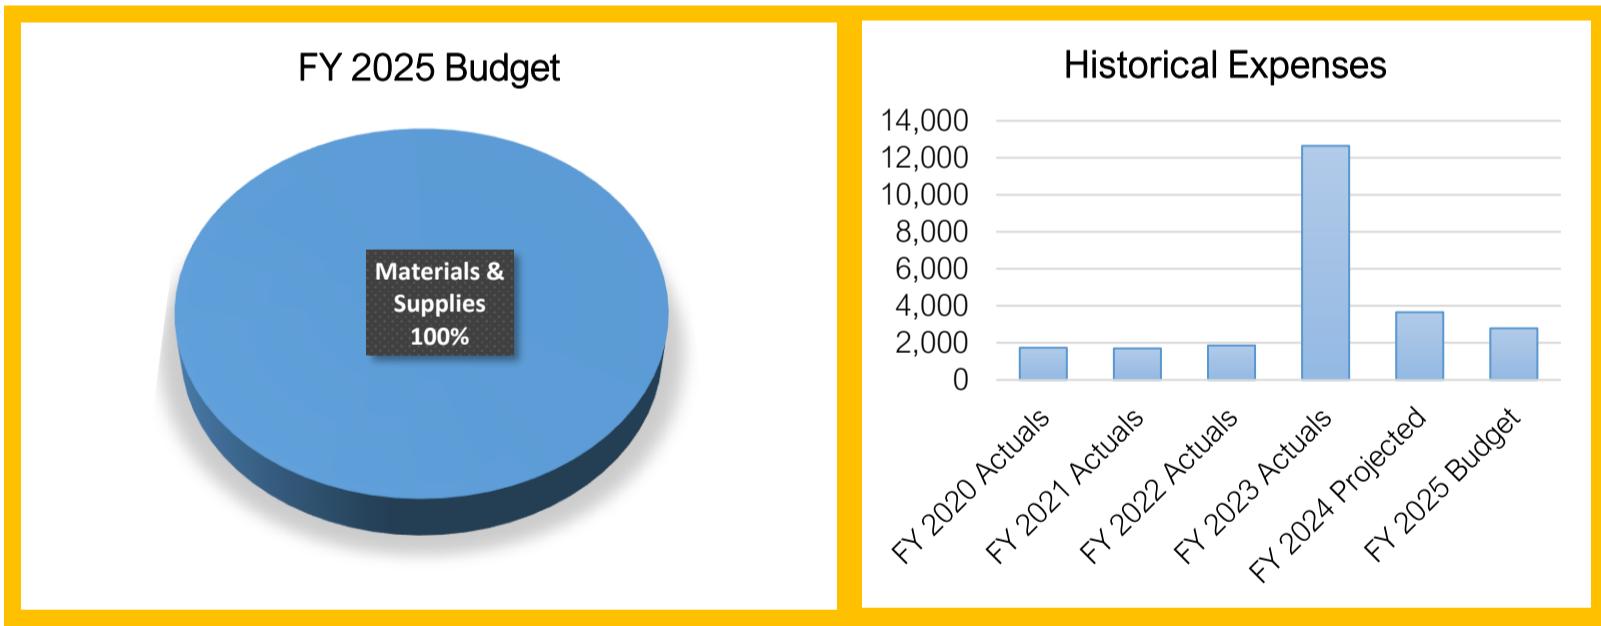 FY 2025 Budget
Materials &
Supplies
100%
Historical Expenses
14,000
12,000
10,000
8,000
6,000
4,000
2,000
0
FY 2020 Actuals
FY 2021 Actuals
FY 2022 Actuals
FY 2023 Actuals
FY 2024 Projected
FY 2025 Budget